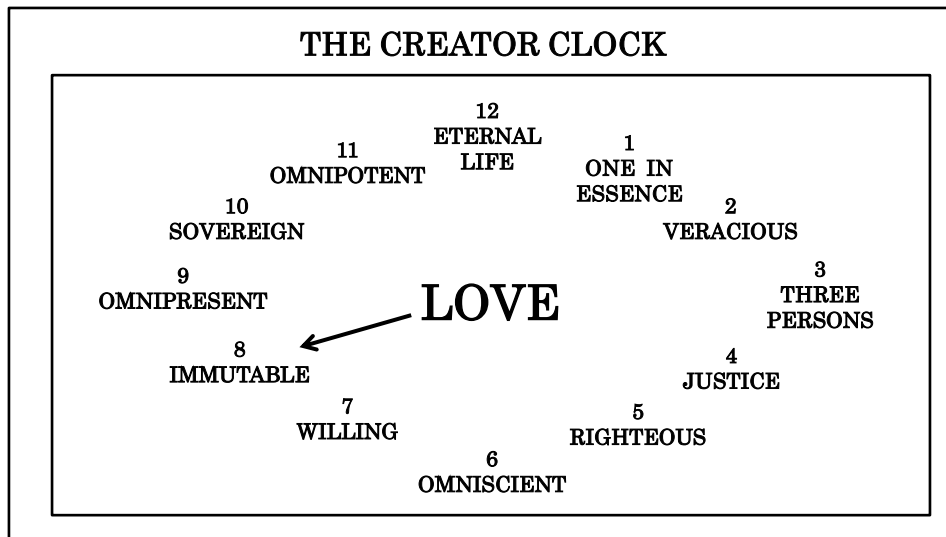 THE CREATOR CLOCK
12
ETERNAL
LIFE
1
ONE IN
ESSENCE
2
VERACIOUS
3
THREE
PERSONS
4
JUSTICE
5
RIGHTEOUS
6
OMNISCIENT
7
WILLING
8
IMMUTABLE
9
OMNIPRESENT
10
SOVEREIGN
11
OMNIPOTENT
LOVE